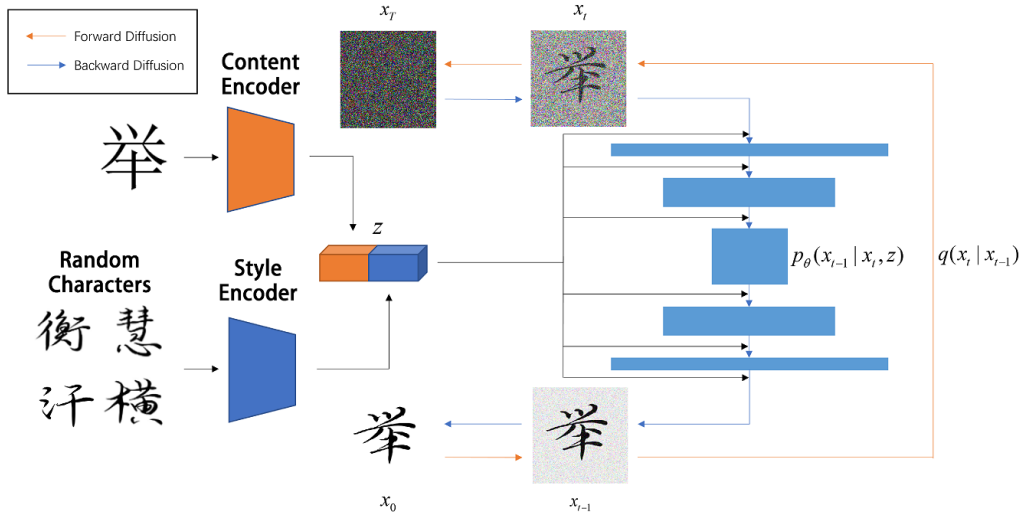 Forward Diffusion
Backward Diffusion
x_T
x_t
Content
Encoder
举
z
Random
Characters
衡 慧
汗 横
Style
Encoder
p_θ(x_{t-1} | x_t, z)
q(x_t | x_{t-1})
举
举
举
x_0
x_{t-1}